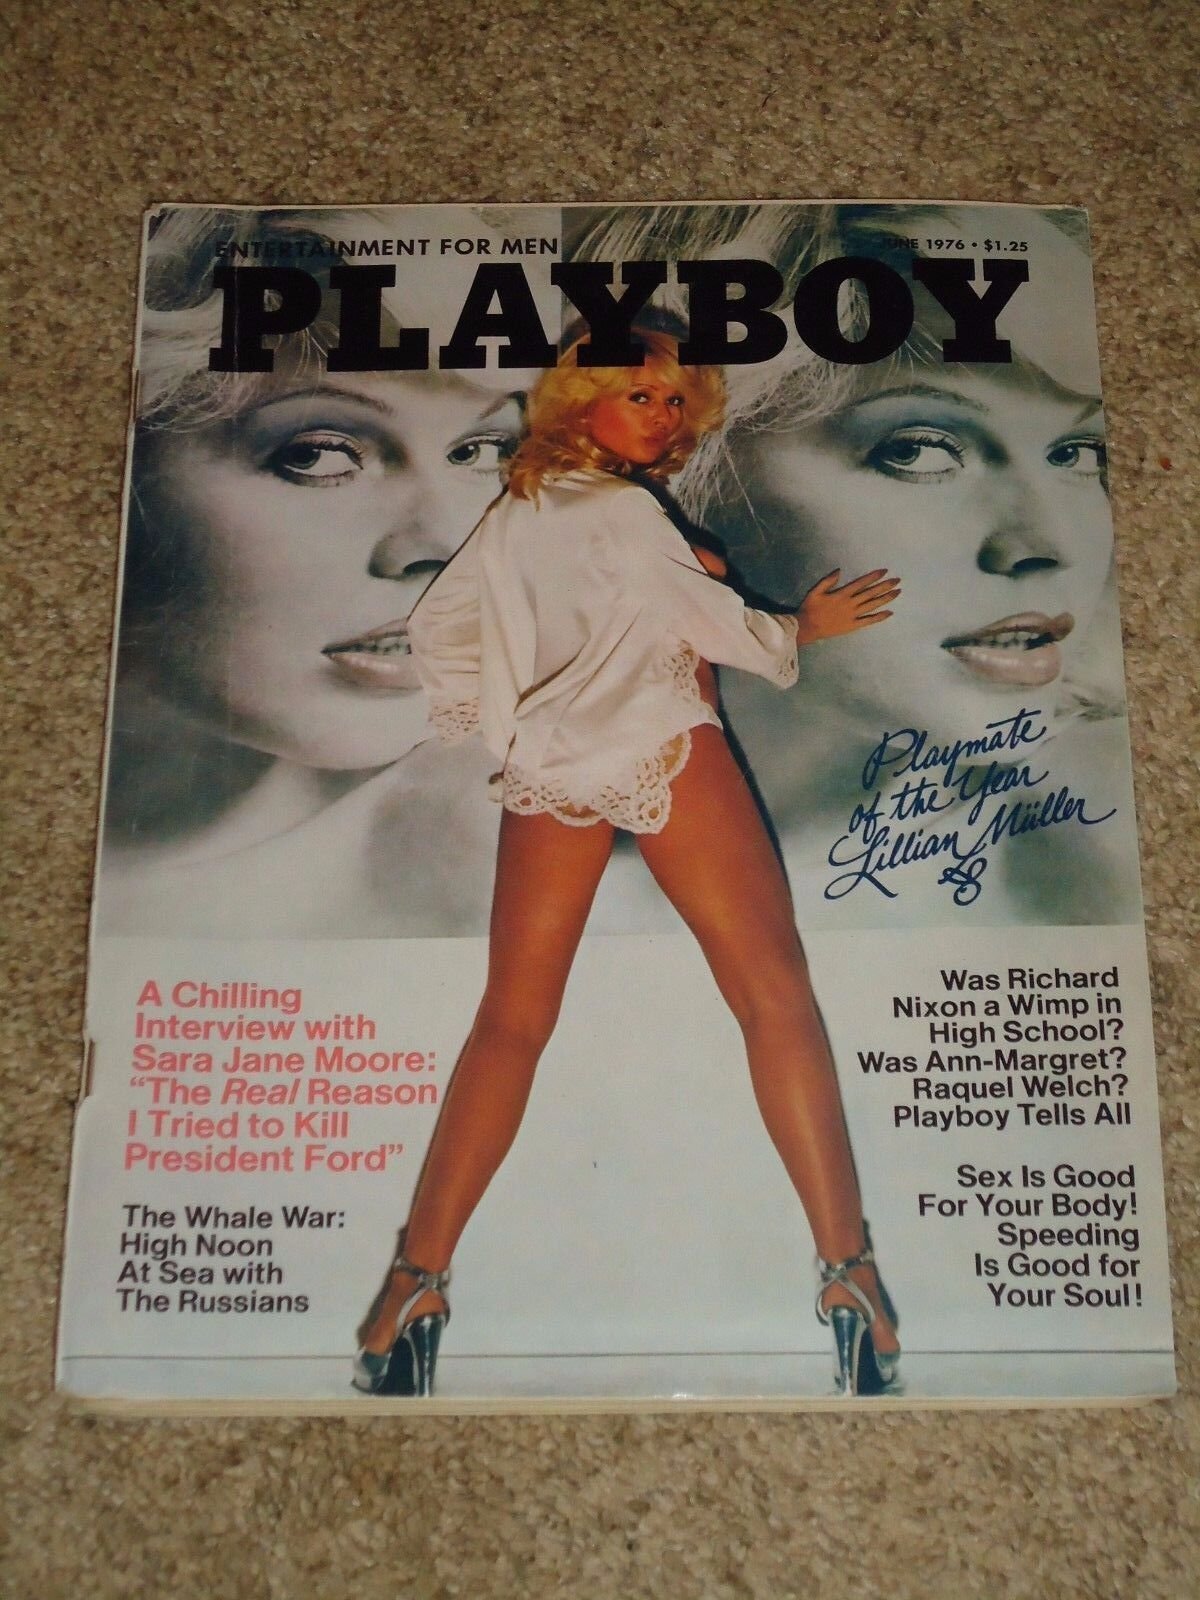 ENTERTAINMENT FOR MEN
JUNE 1976 • $1.25
PLAYBOY
Playmate
of the Year
Lillian Müller
A Chilling
Interview with
Sara Jane Moore:
“The Real Reason
I Tried to Kill
President Ford”
The Whale War:
High Noon
At Sea with
The Russians
Was Richard
Nixon a Wimp in
High School?
Was Ann-Margret?
Raquel Welch?
Playboy Tells All
Sex Is Good
For Your Body!
Speeding
Is Good for
Your Soul!